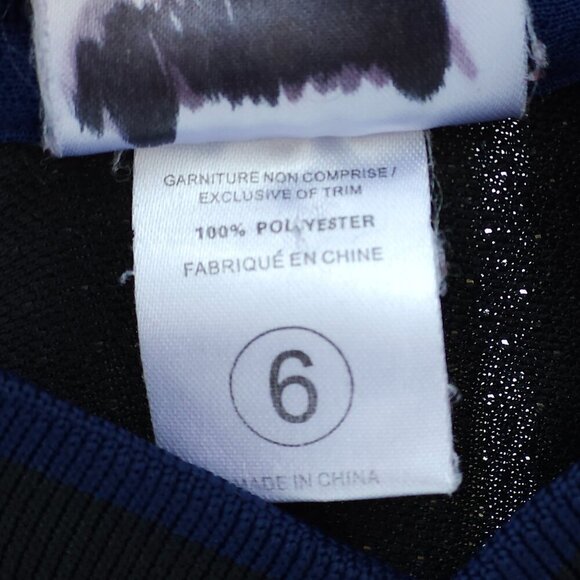 GARNITURE NON COMPRISE /
EXCLUSIVE OF TRIM
100% POLYESTER
FABRIQUÉ EN CHINE
6
MADE IN CHINA